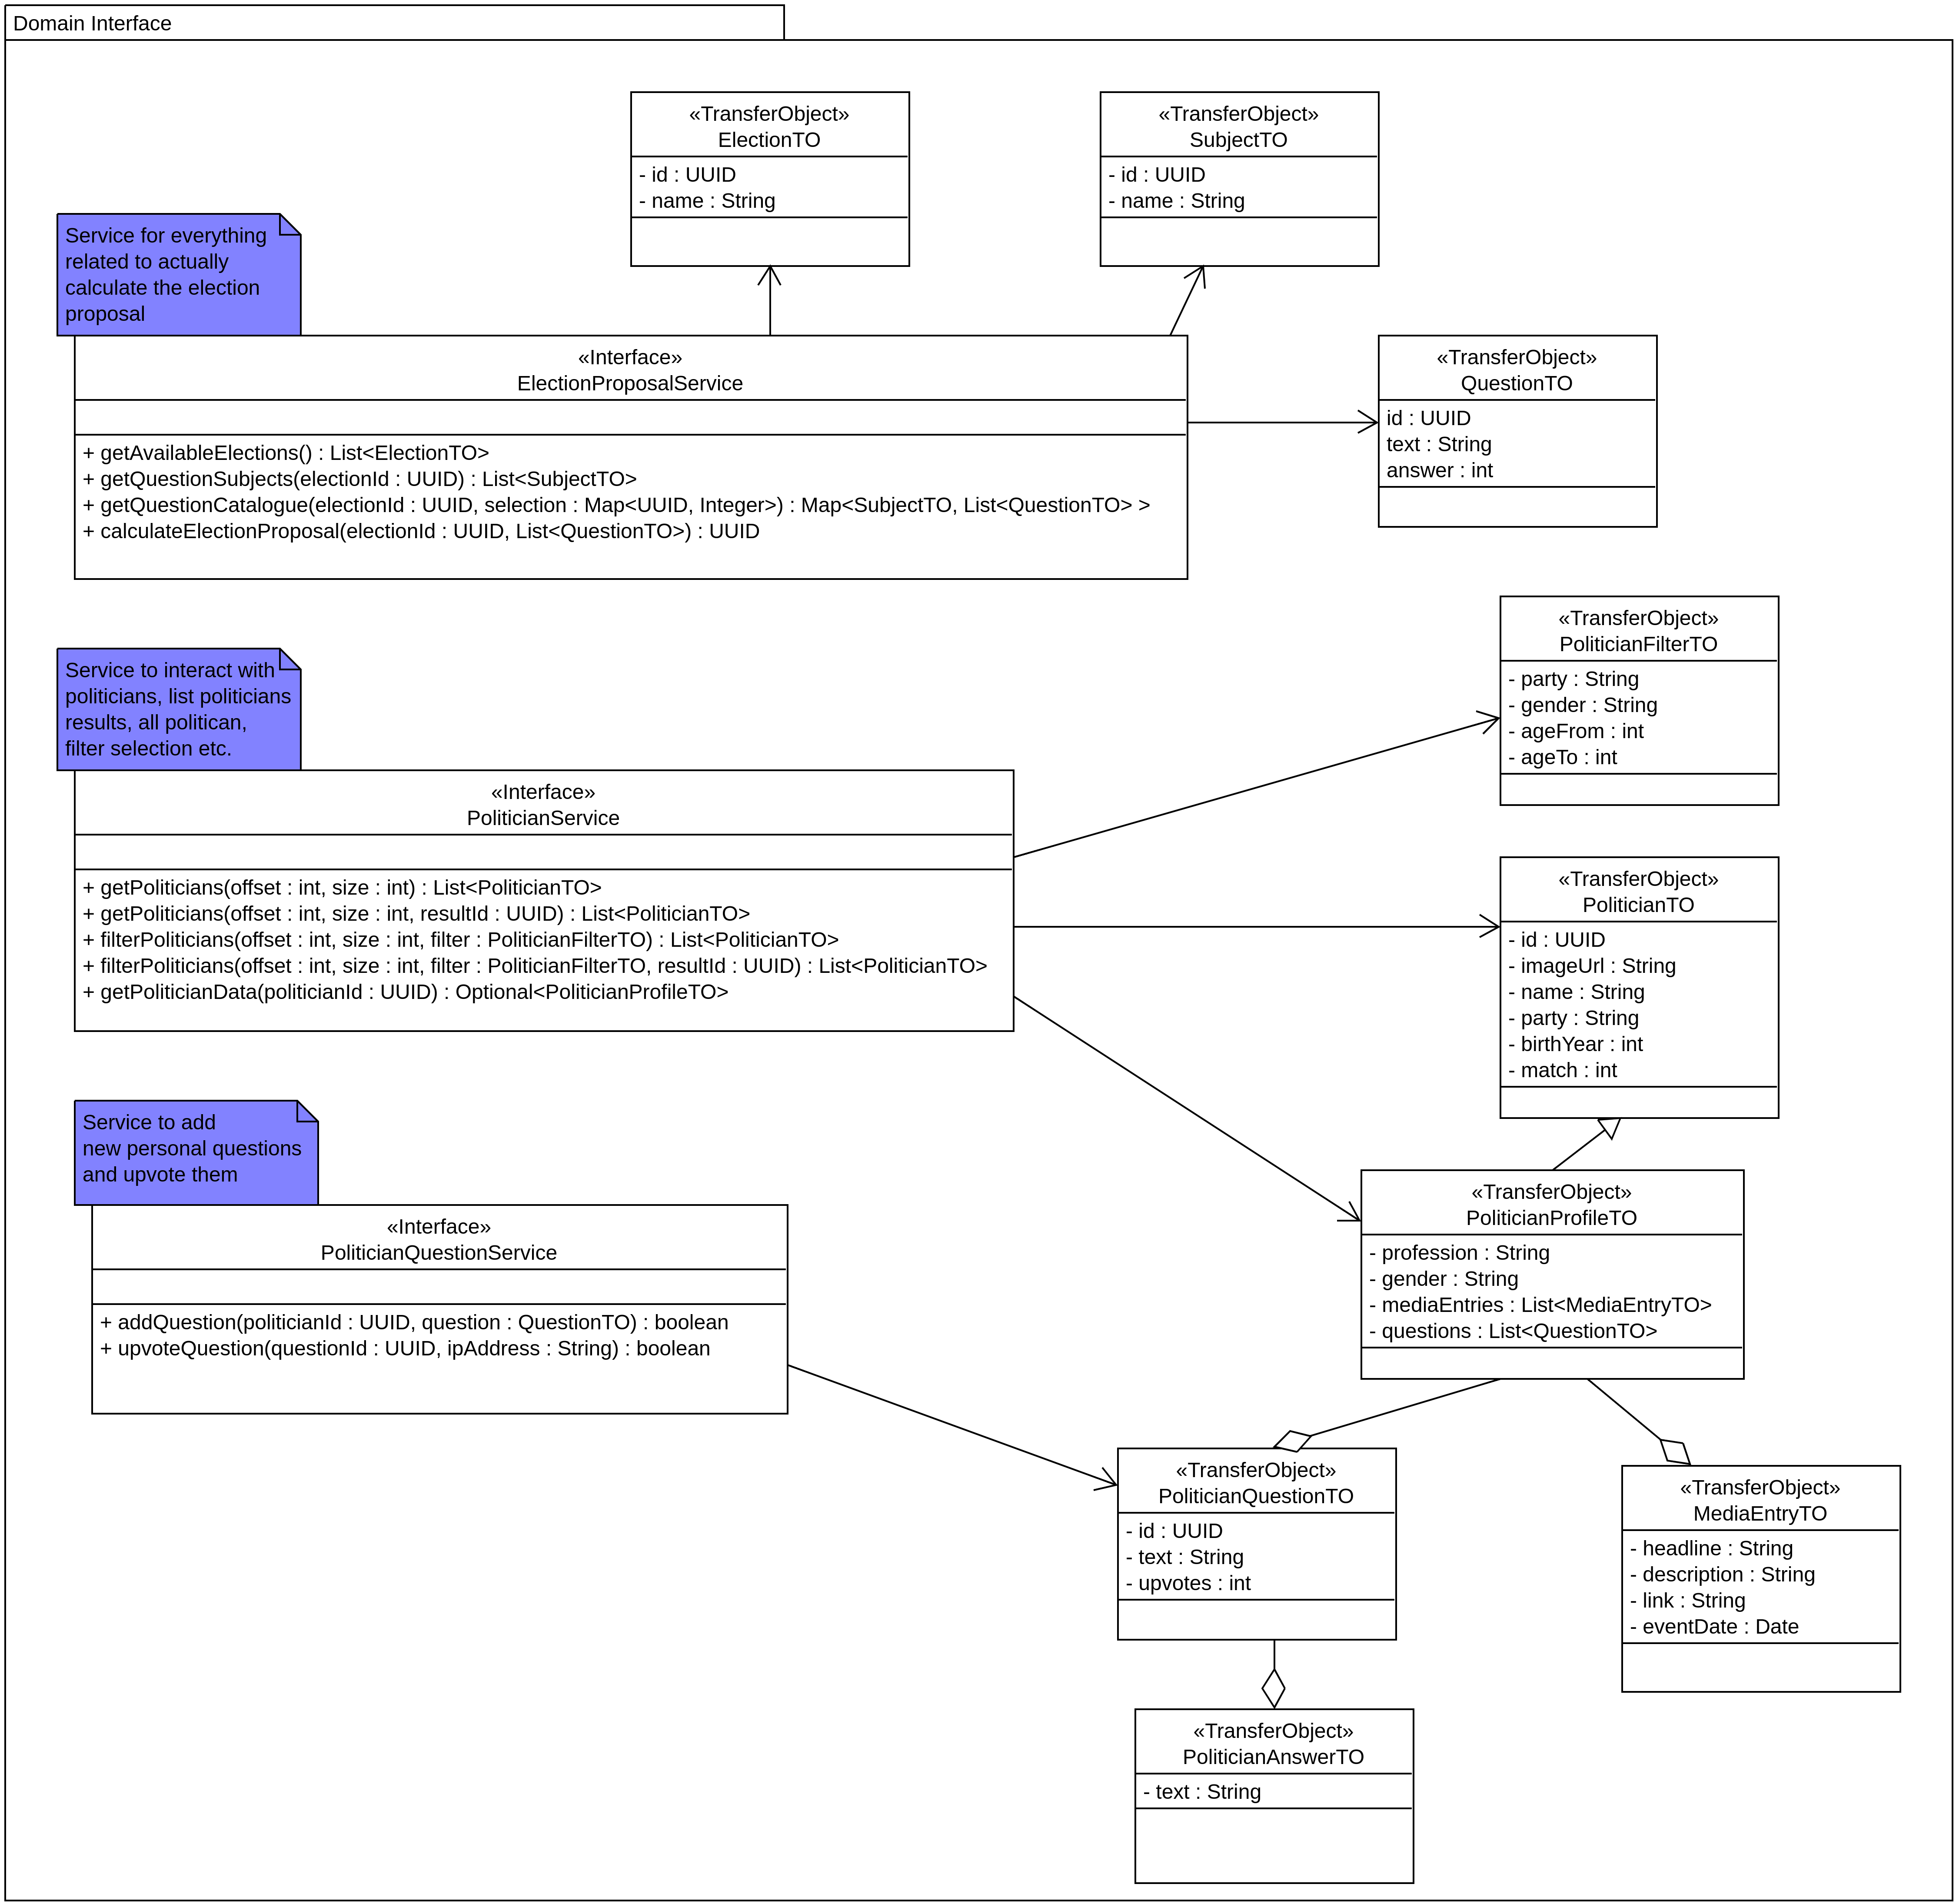 Domain Interface
«TransferObject»
ElectionTO
- id : UUID
- name : String
«TransferObject»
SubjectTO
- id : UUID
- name : String
Service for everything
related to actually
calculate the election
proposal
«Interface»
ElectionProposalService
+ getAvailableElections() : List<ElectionTO>
+ getQuestionSubjects(electionId : UUID) : List<SubjectTO>
+ getQuestionCatalogue(electionId : UUID, selection : Map<UUID, Integer>) : Map<SubjectTO, List<QuestionTO> >
+ calculateElectionProposal(electionId : UUID, List<QuestionTO>) : UUID
«TransferObject»
QuestionTO
id : UUID
text : String
answer : int
«TransferObject»
PoliticianFilterTO
- party : String
- gender : String
- ageFrom : int
- ageTo : int
Service to interact with
politicians, list politicians
results, all politican,
filter selection etc.
«Interface»
PoliticianService
+ getPoliticians(offset : int, size : int) : List<PoliticianTO>
+ getPoliticians(offset : int, size : int, resultId : UUID) : List<PoliticianTO>
+ filterPoliticians(offset : int, size : int, filter : PoliticianFilterTO) : List<PoliticianTO>
+ filterPoliticians(offset : int, size : int, filter : PoliticianFilterTO, resultId : UUID) : List<PoliticianTO>
+ getPoliticianData(politicianId : UUID) : Optional<PoliticianProfileTO>
«TransferObject»
PoliticianTO
- id : UUID
- imageUrl : String
- name : String
- party : String
- birthYear : int
- match : int
Service to add
new personal questions
and upvote them
«Interface»
PoliticianQuestionService
+ addQuestion(politicianId : UUID, question : QuestionTO) : boolean
+ upvoteQuestion(questionId : UUID, ipAddress : String) : boolean
«TransferObject»
PoliticianProfileTO
- profession : String
- gender : String
- mediaEntries : List<MediaEntryTO>
- questions : List<QuestionTO>
«TransferObject»
PoliticianQuestionTO
- id : UUID
- text : String
- upvotes : int
«TransferObject»
MediaEntryTO
- headline : String
- description : String
- link : String
- eventDate : Date
«TransferObject»
PoliticianAnswerTO
- text : String